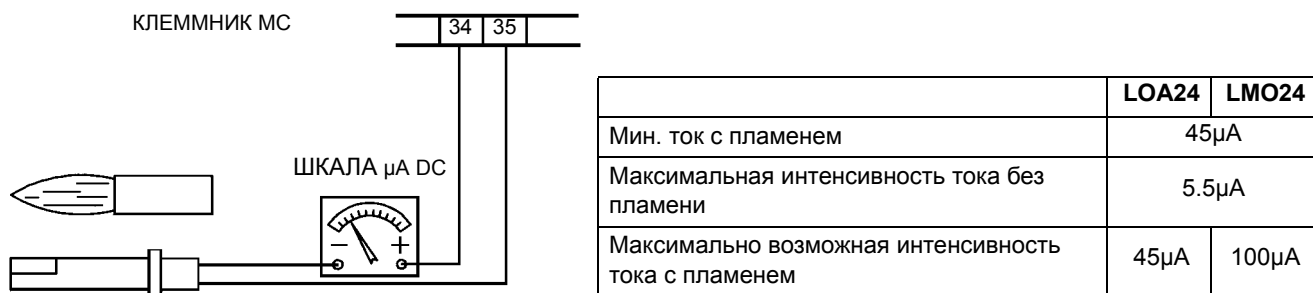 КЛЕММНИК МС
34 35
ШКАЛА µA DC
− +
LOA24 LMO24
Мин. ток с пламенем 45µA
Максимальная интенсивность тока без
пламени 5.5µA
Максимально возможная интенсивность
тока с пламенем 45µA 100µA